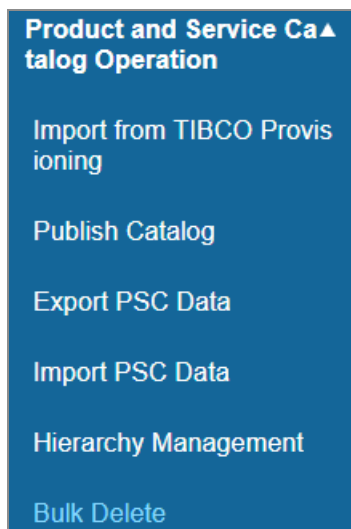 Product and Service Ca▲
talog Operation
Import from TIBCO Provis
ioning
Publish Catalog
Export PSC Data
Import PSC Data
Hierarchy Management
Bulk Delete